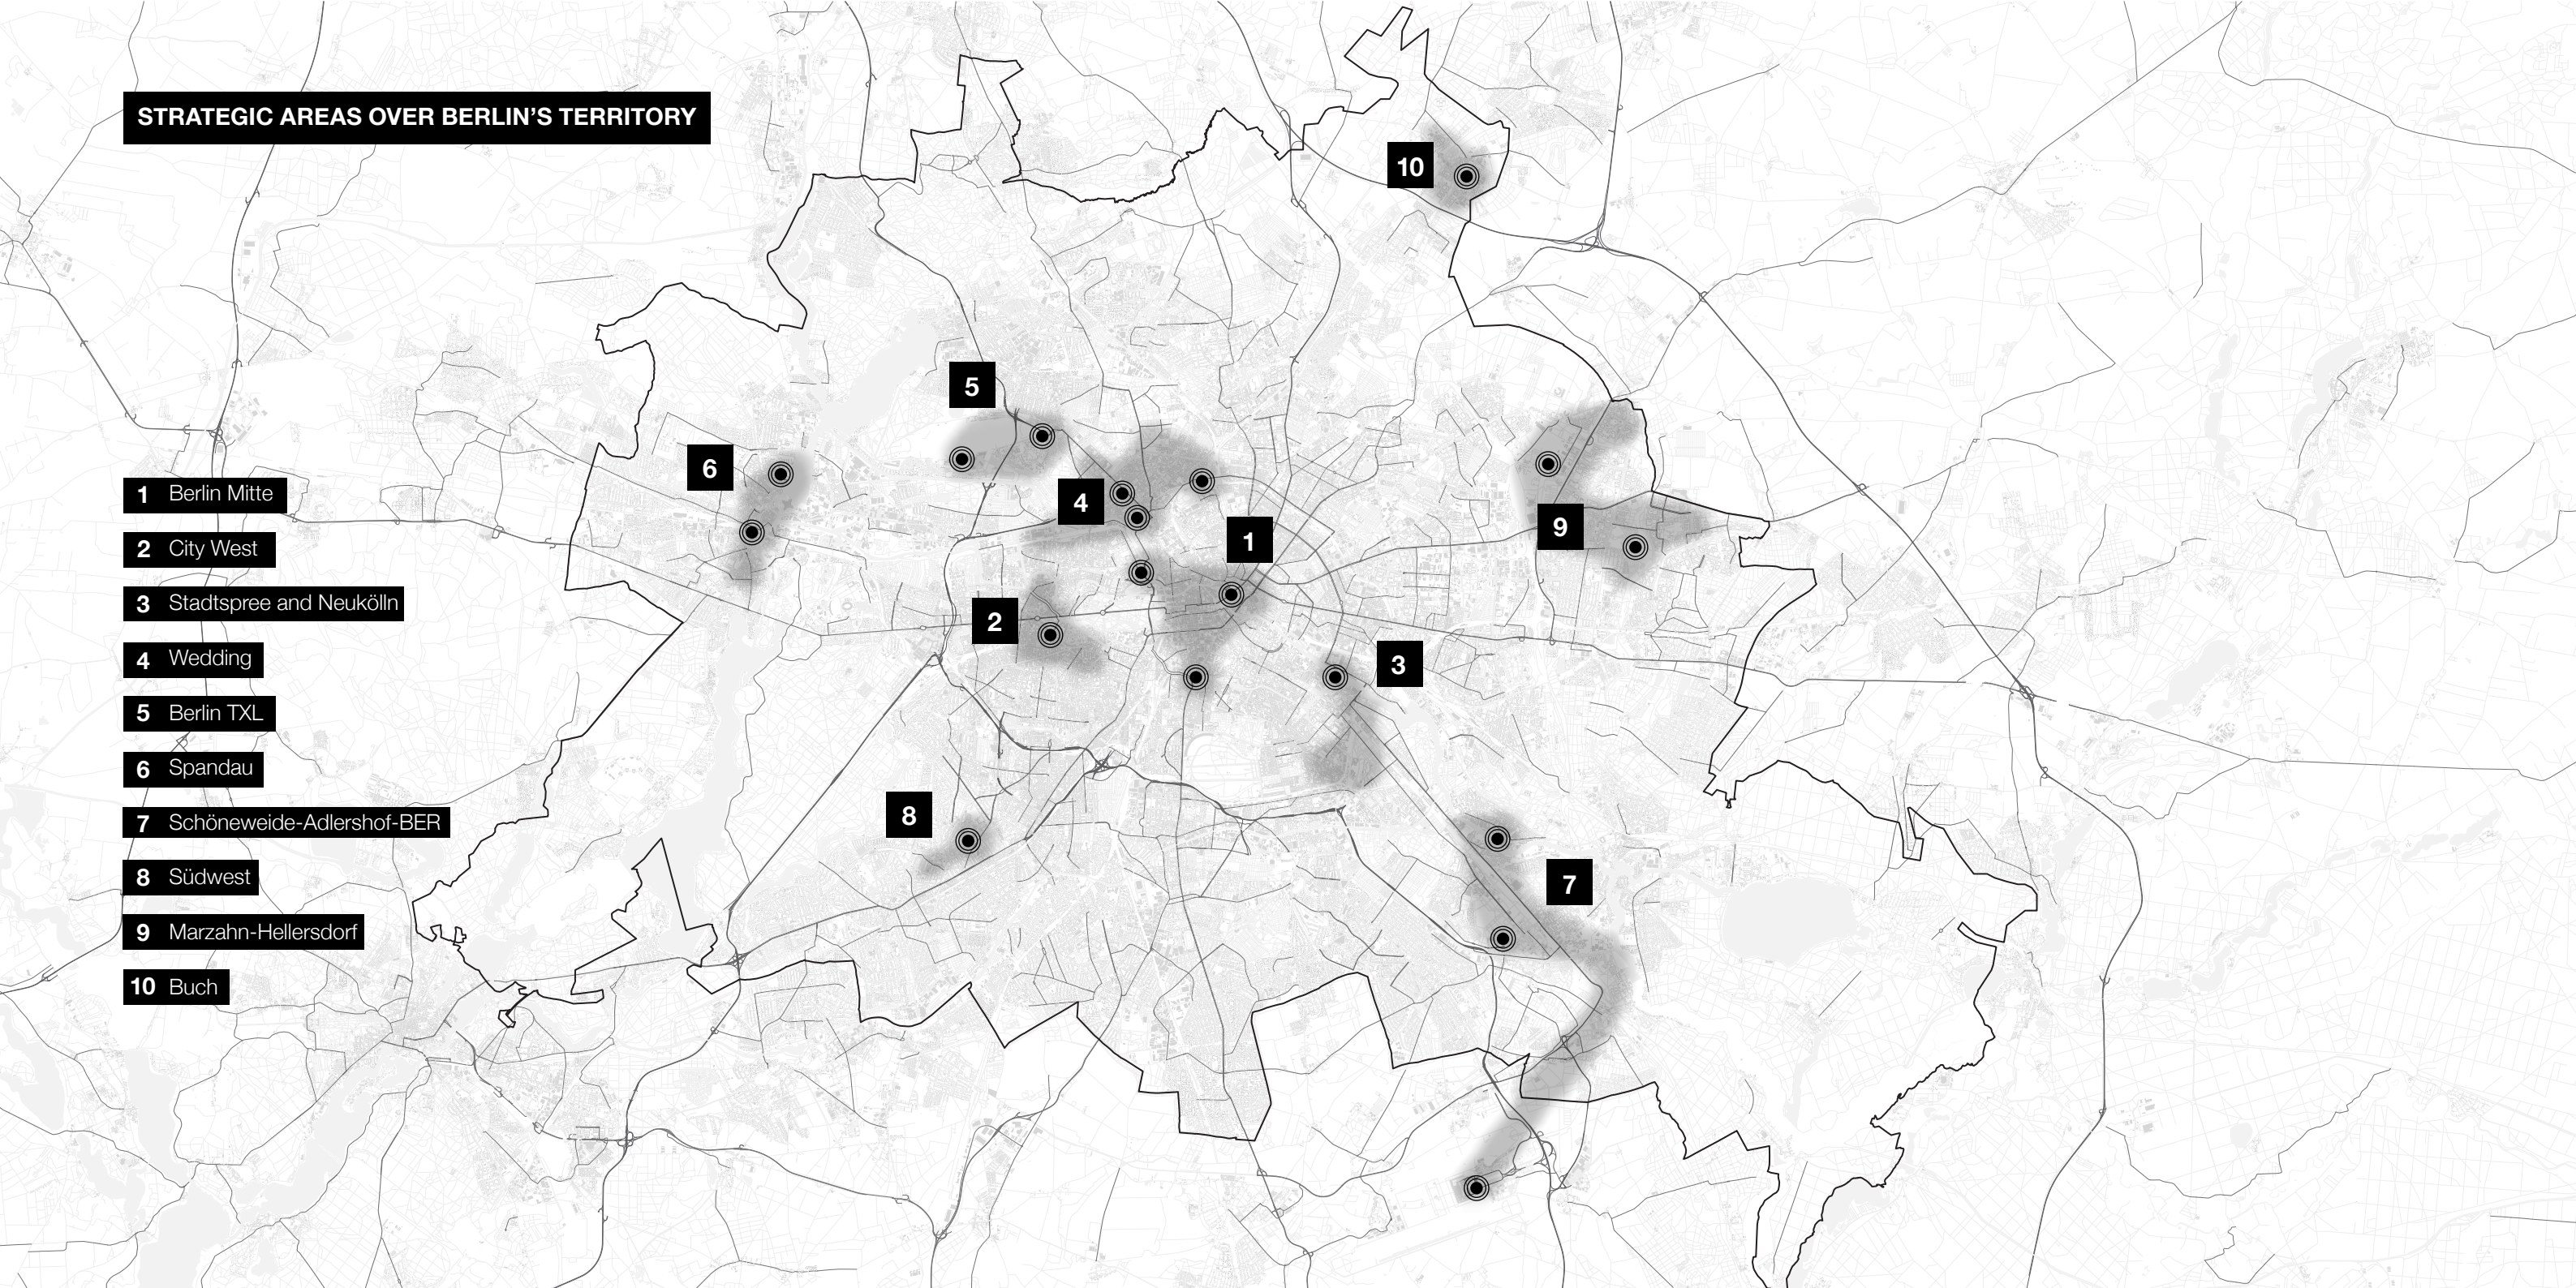 STRATEGIC AREAS OVER BERLIN’S TERRITORY
10
5
6
4
1
9
2
3
8
7
1 Berlin Mitte
2 City West
3 Stadtspree and Neukölln
4 Wedding
5 Berlin TXL
6 Spandau
7 Schöneweide-Adlershof-BER
8 Südwest
9 Marzahn-Hellersdorf
10 Buch